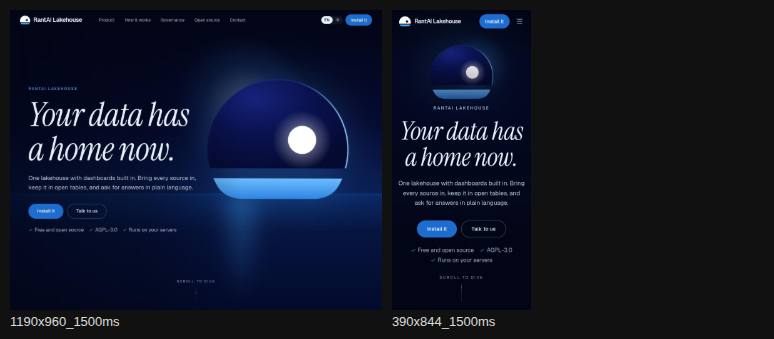 RantAI Lakehouse
Product How it works Governance Open source Contact
EN
Install it
RANTAI LAKEHOUSE
Your data has
a home now.
One lakehouse with dashboards built in. Bring every source in,
keep it in open tables, and ask for answers in plain language.
Install it Talk to us
✓ Free and open source ✓ AGPL-3.0 ✓ Runs on your servers
SCROLL TO DIVE
1190x960_1500ms
RantAI Lakehouse
Install it
RANTAI LAKEHOUSE
Your data has
a home now.
One lakehouse with dashboards built in. Bring
every source in, keep it in open tables, and
ask for answers in plain language.
Install it Talk to us
✓ Free and open source ✓ AGPL-3.0
✓ Runs on your servers
SCROLL TO DIVE
390x844_1500ms